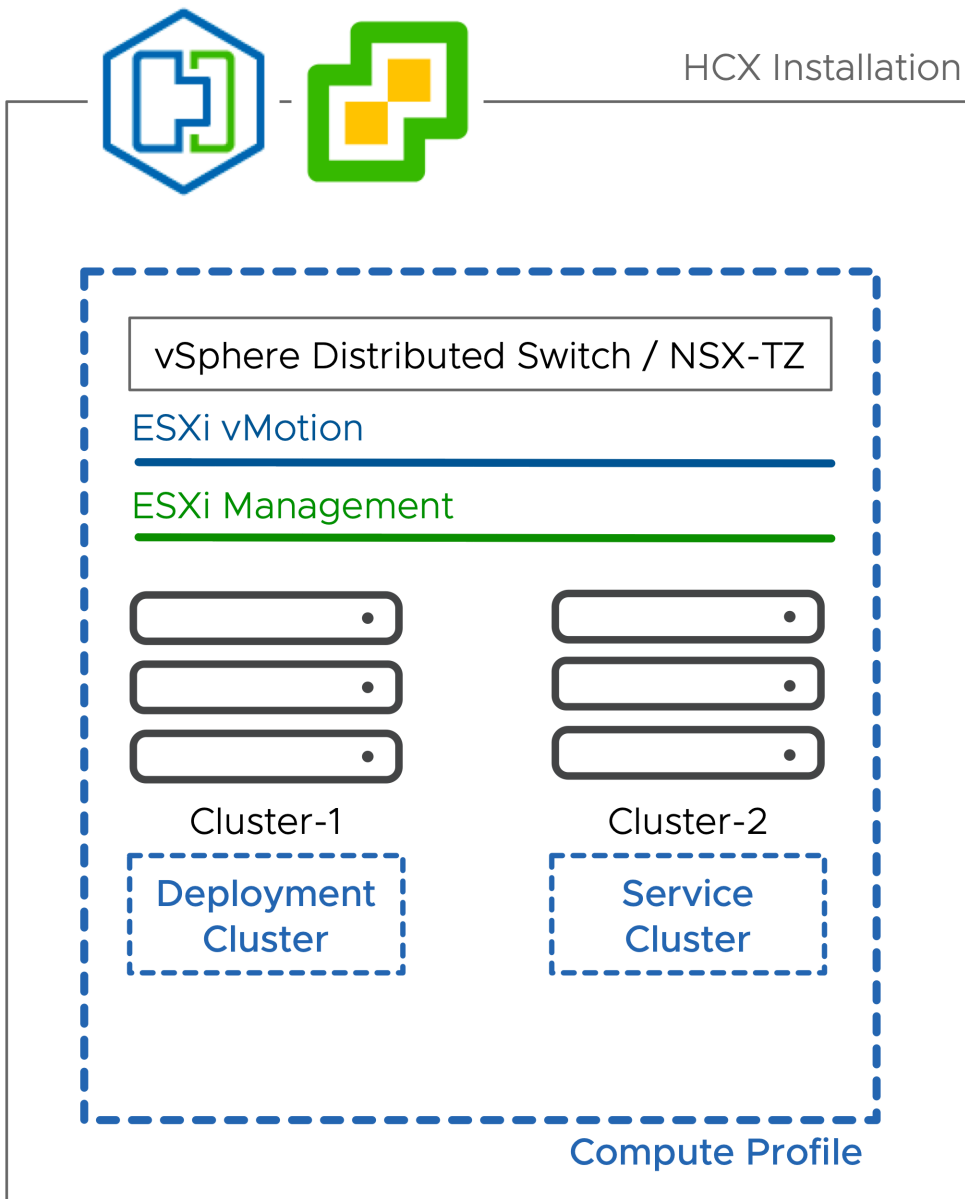 HCX Installation
vSphere Distributed Switch / NSX-TZ
ESXi vMotion
ESXi Management
Cluster-1
Cluster-2
Deployment
Cluster
Service
Cluster
Compute Profile